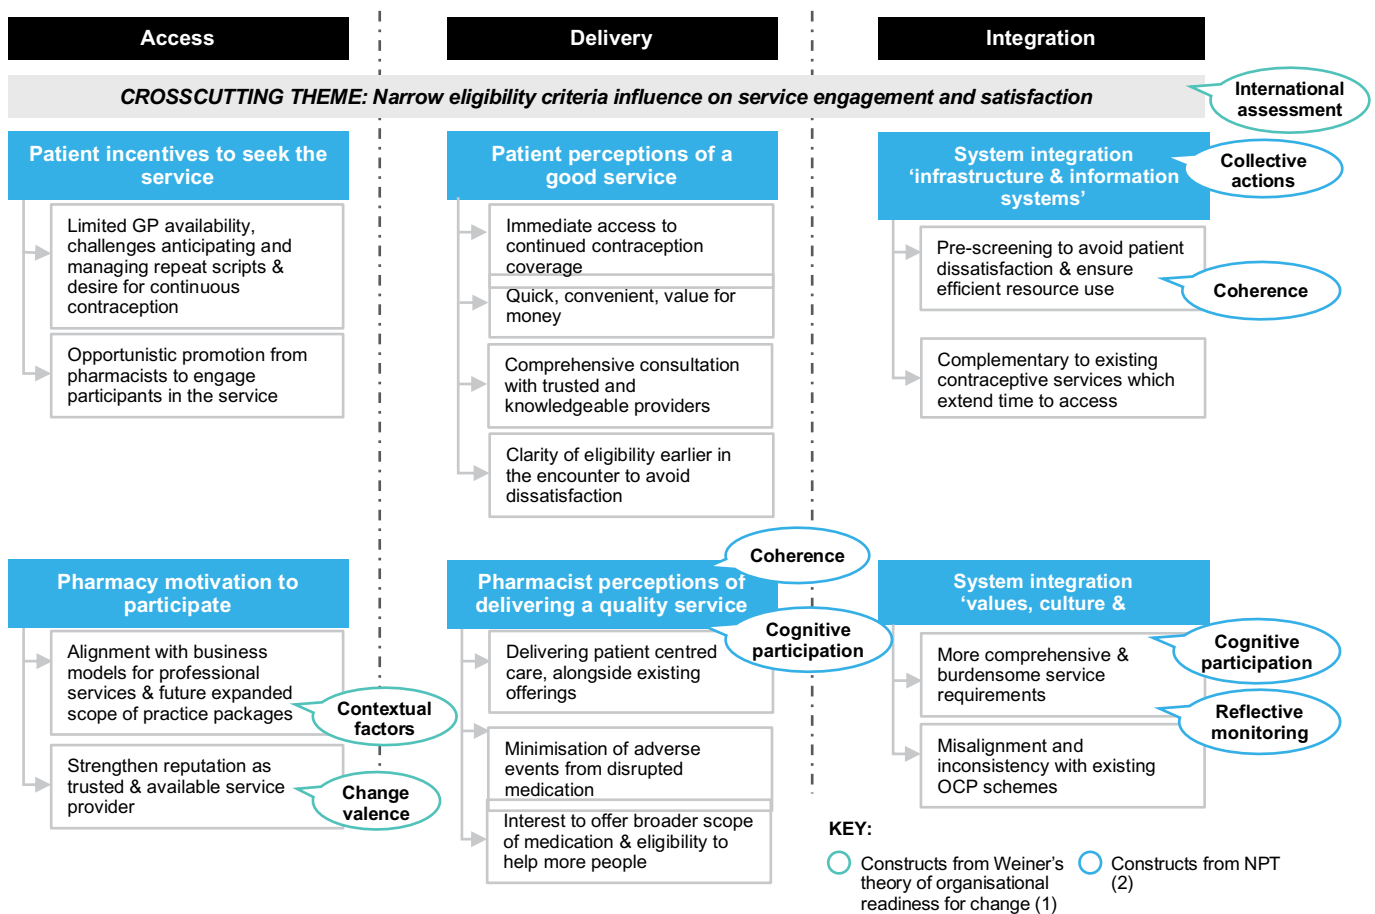 Access
Delivery
Integration
CROSSCUTTING THEME: Narrow eligibility criteria influence on service engagement and satisfaction
International
assessment
Patient incentives to seek the
service
Limited GP availability,
challenges anticipating and
managing repeat scripts &
desire for continuous
contraception
Opportunistic promotion from
pharmacists to engage
participants in the service
Patient perceptions of a
good service
Immediate access to
continued contraception
coverage
Quick, convenient, value for
money
Comprehensive consultation
with trusted and
knowledgeable providers
Clarity of eligibility earlier in
the encounter to avoid
dissatisfaction
System integration
‘infrastructure & information
systems’
Collective
actions
Pre-screening to avoid patient
dissatisfaction & ensure
efficient resource use
Coherence
Complementary to existing
contraceptive services which
extend time to access
Pharmacy motivation to
participate
Alignment with business
models for professional
services & future expanded
scope of practice packages
Contextual
factors
Strengthen reputation as
trusted & available service
provider
Change
valence
Coherence
Pharmacist perceptions of
delivering a quality service
Cognitive
participation
Delivering patient centred
care, alongside existing
offerings
Minimisation of adverse
events from disrupted
medication
Interest to offer broader scope
of medication & eligibility to
help more people
System integration
‘values, culture &
Cognitive
participation
More comprehensive &
burdensome service
requirements
Reflective
monitoring
Misalignment and
inconsistency with existing
OCP schemes
KEY:
Constructs from Weiner’s
theory of organisational
readiness for change (1)
Constructs from NPT
(2)